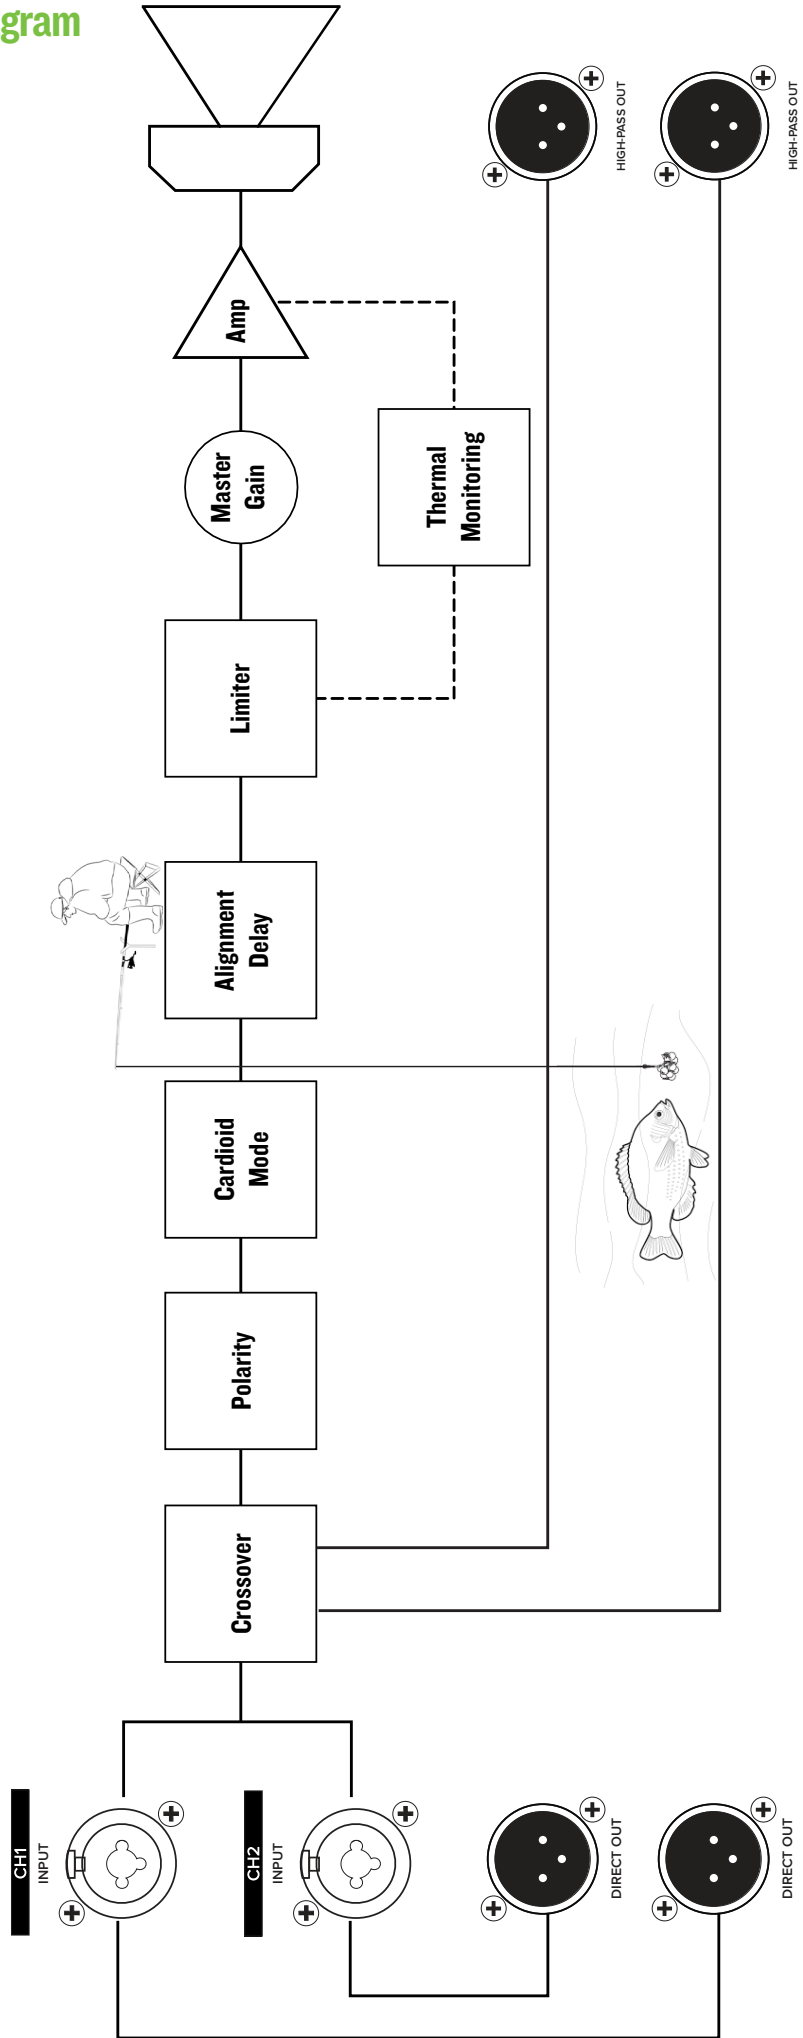 gram
HIGH-PASS OUT
HIGH-PASS OUT
Amp
Master
Gain
Thermal
Monitoring
Limiter
Alignment
Delay
Cardioid
Mode
Polarity
Crossover
CH1
INPUT
CH2
INPUT
DIRECT OUT
DIRECT OUT